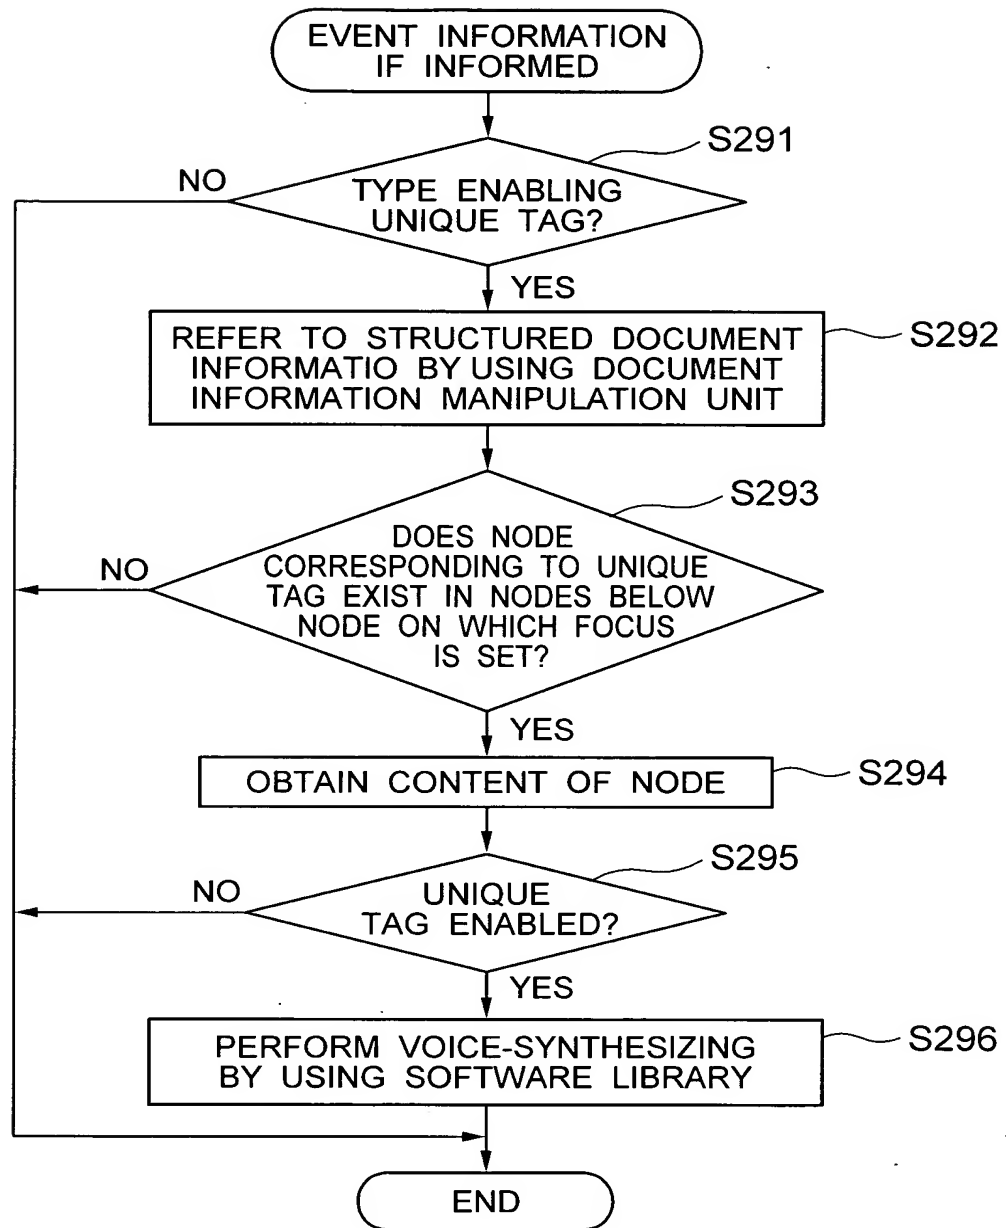 EVENT INFORMATION
IF INFORMED
S291
NO
TYPE ENABLING
UNIQUE TAG?
YES
REFER TO STRUCTURED DOCUMENT
INFORMATIO BY USING DOCUMENT
INFORMATION MANIPULATION UNIT
S292
S293
DOES NODE
NO
CORRESPONDING TO UNIQUE
TAG EXIST IN NODES BELOW
NODE ON WHICH FOCUS
IS SET?
YES
OBTAIN CONTENT OF NODE
S294
S295
NO
UNIQUE
TAG ENABLED?
YES
PERFORM VOICE-SYNTHESIZING
BY USING SOFTWARE LIBRARY
S296
END